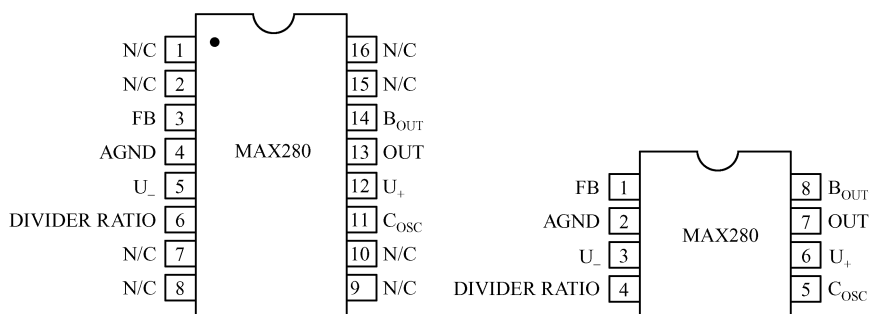 N/C 1 16 N/C
N/C 2 15 N/C
FB 3 14 B_OUT
AGND 4 MAX280 13 OUT
U_- 5 12 U_+
DIVIDER RATIO 6 11 C_OSC
N/C 7 10 N/C
N/C 8 9 N/C
FB 1 8 B_OUT
AGND 2 MAX280 7 OUT
U_- 3 6 U_+
DIVIDER RATIO 4 5 C_OSC